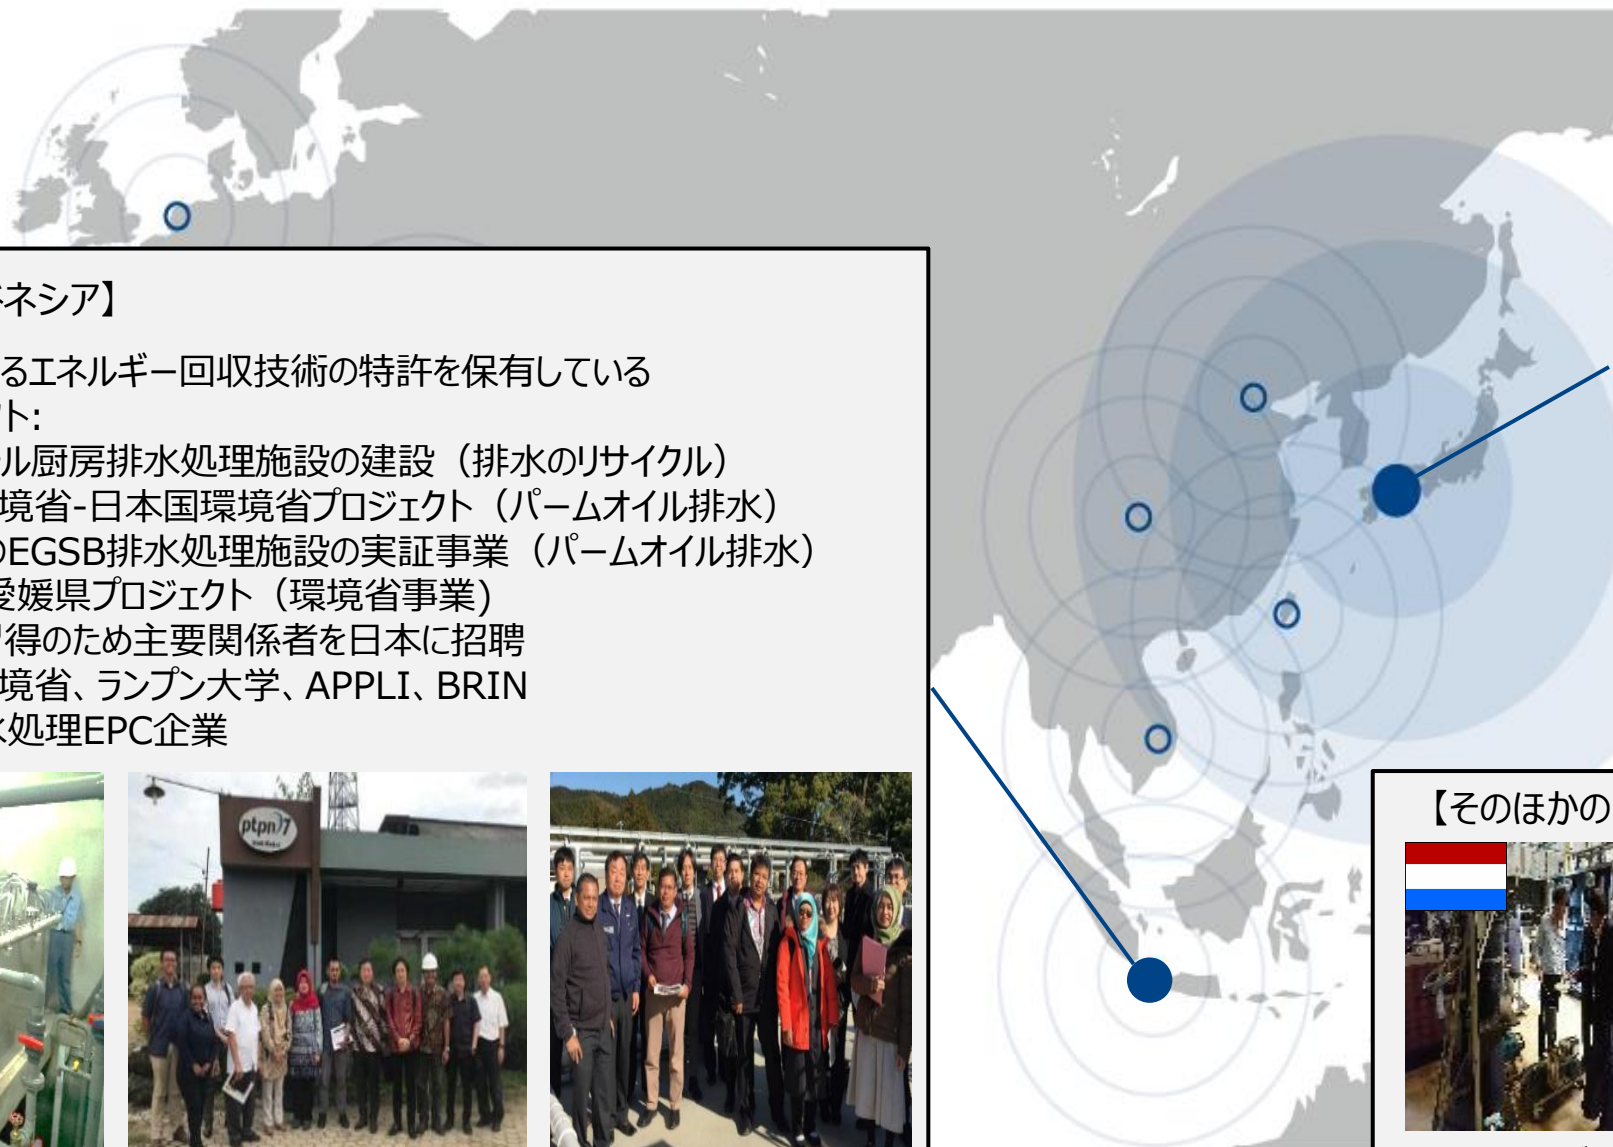 ネシア】
るエネルギー回収技術の特許を保有している
クト:
ル厨房排水処理施設の建設（排水のリサイクル）
境省-日本国環境省プロジェクト（パームオイル排水）
のEGSB排水処理施設の実証事業（パームオイル排水）
愛媛県プロジェクト（環境省事業)
得のため主要関係者を日本に招聘
境省、ランプン大学、APPLI、BRIN
処理EPC企業
ptpn7
【そのほかの